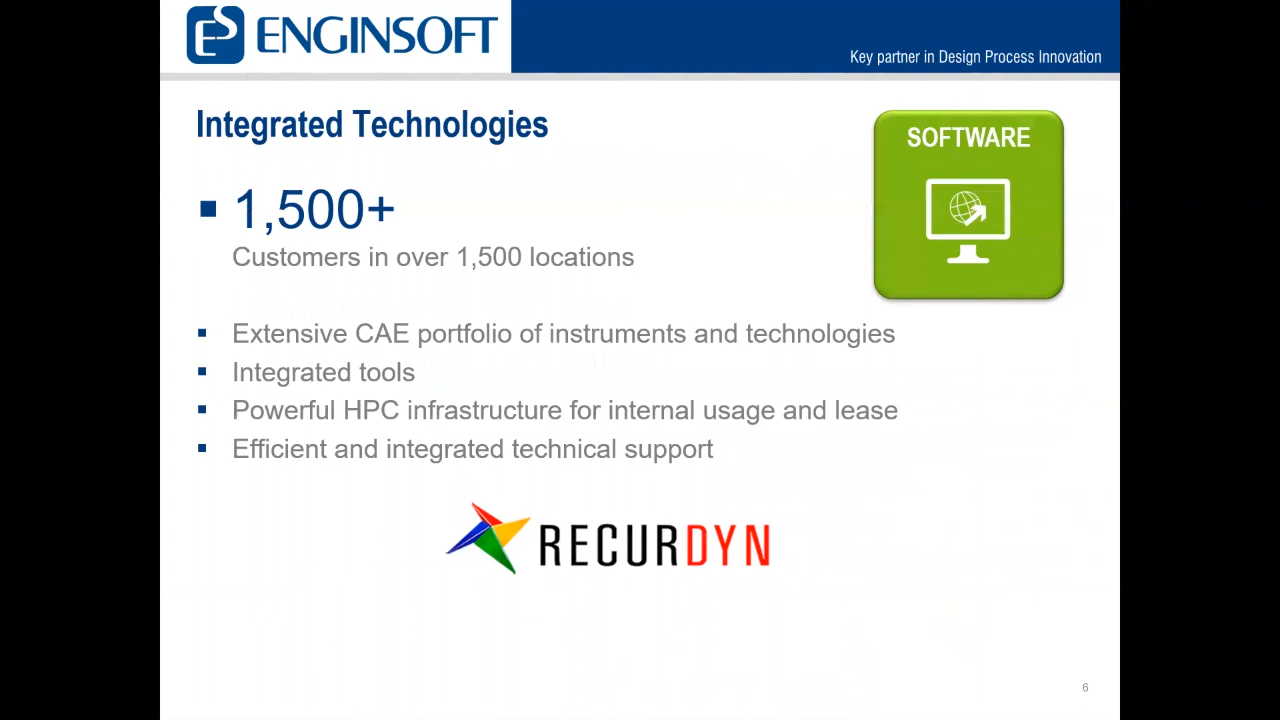 ENGINSOFT
Key partner in Design Process Innovation
Integrated Technologies
SOFTWARE
1,500+
Customers in over 1,500 locations
Extensive CAE portfolio of instruments and technologies
Integrated tools
Powerful HPC infrastructure for internal usage and lease
Efficient and integrated technical support
RECURDYN
6